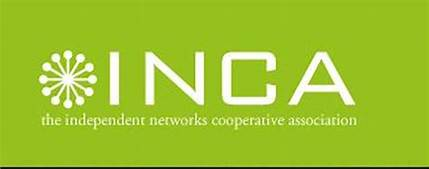 INCA
the independent networks cooperative association